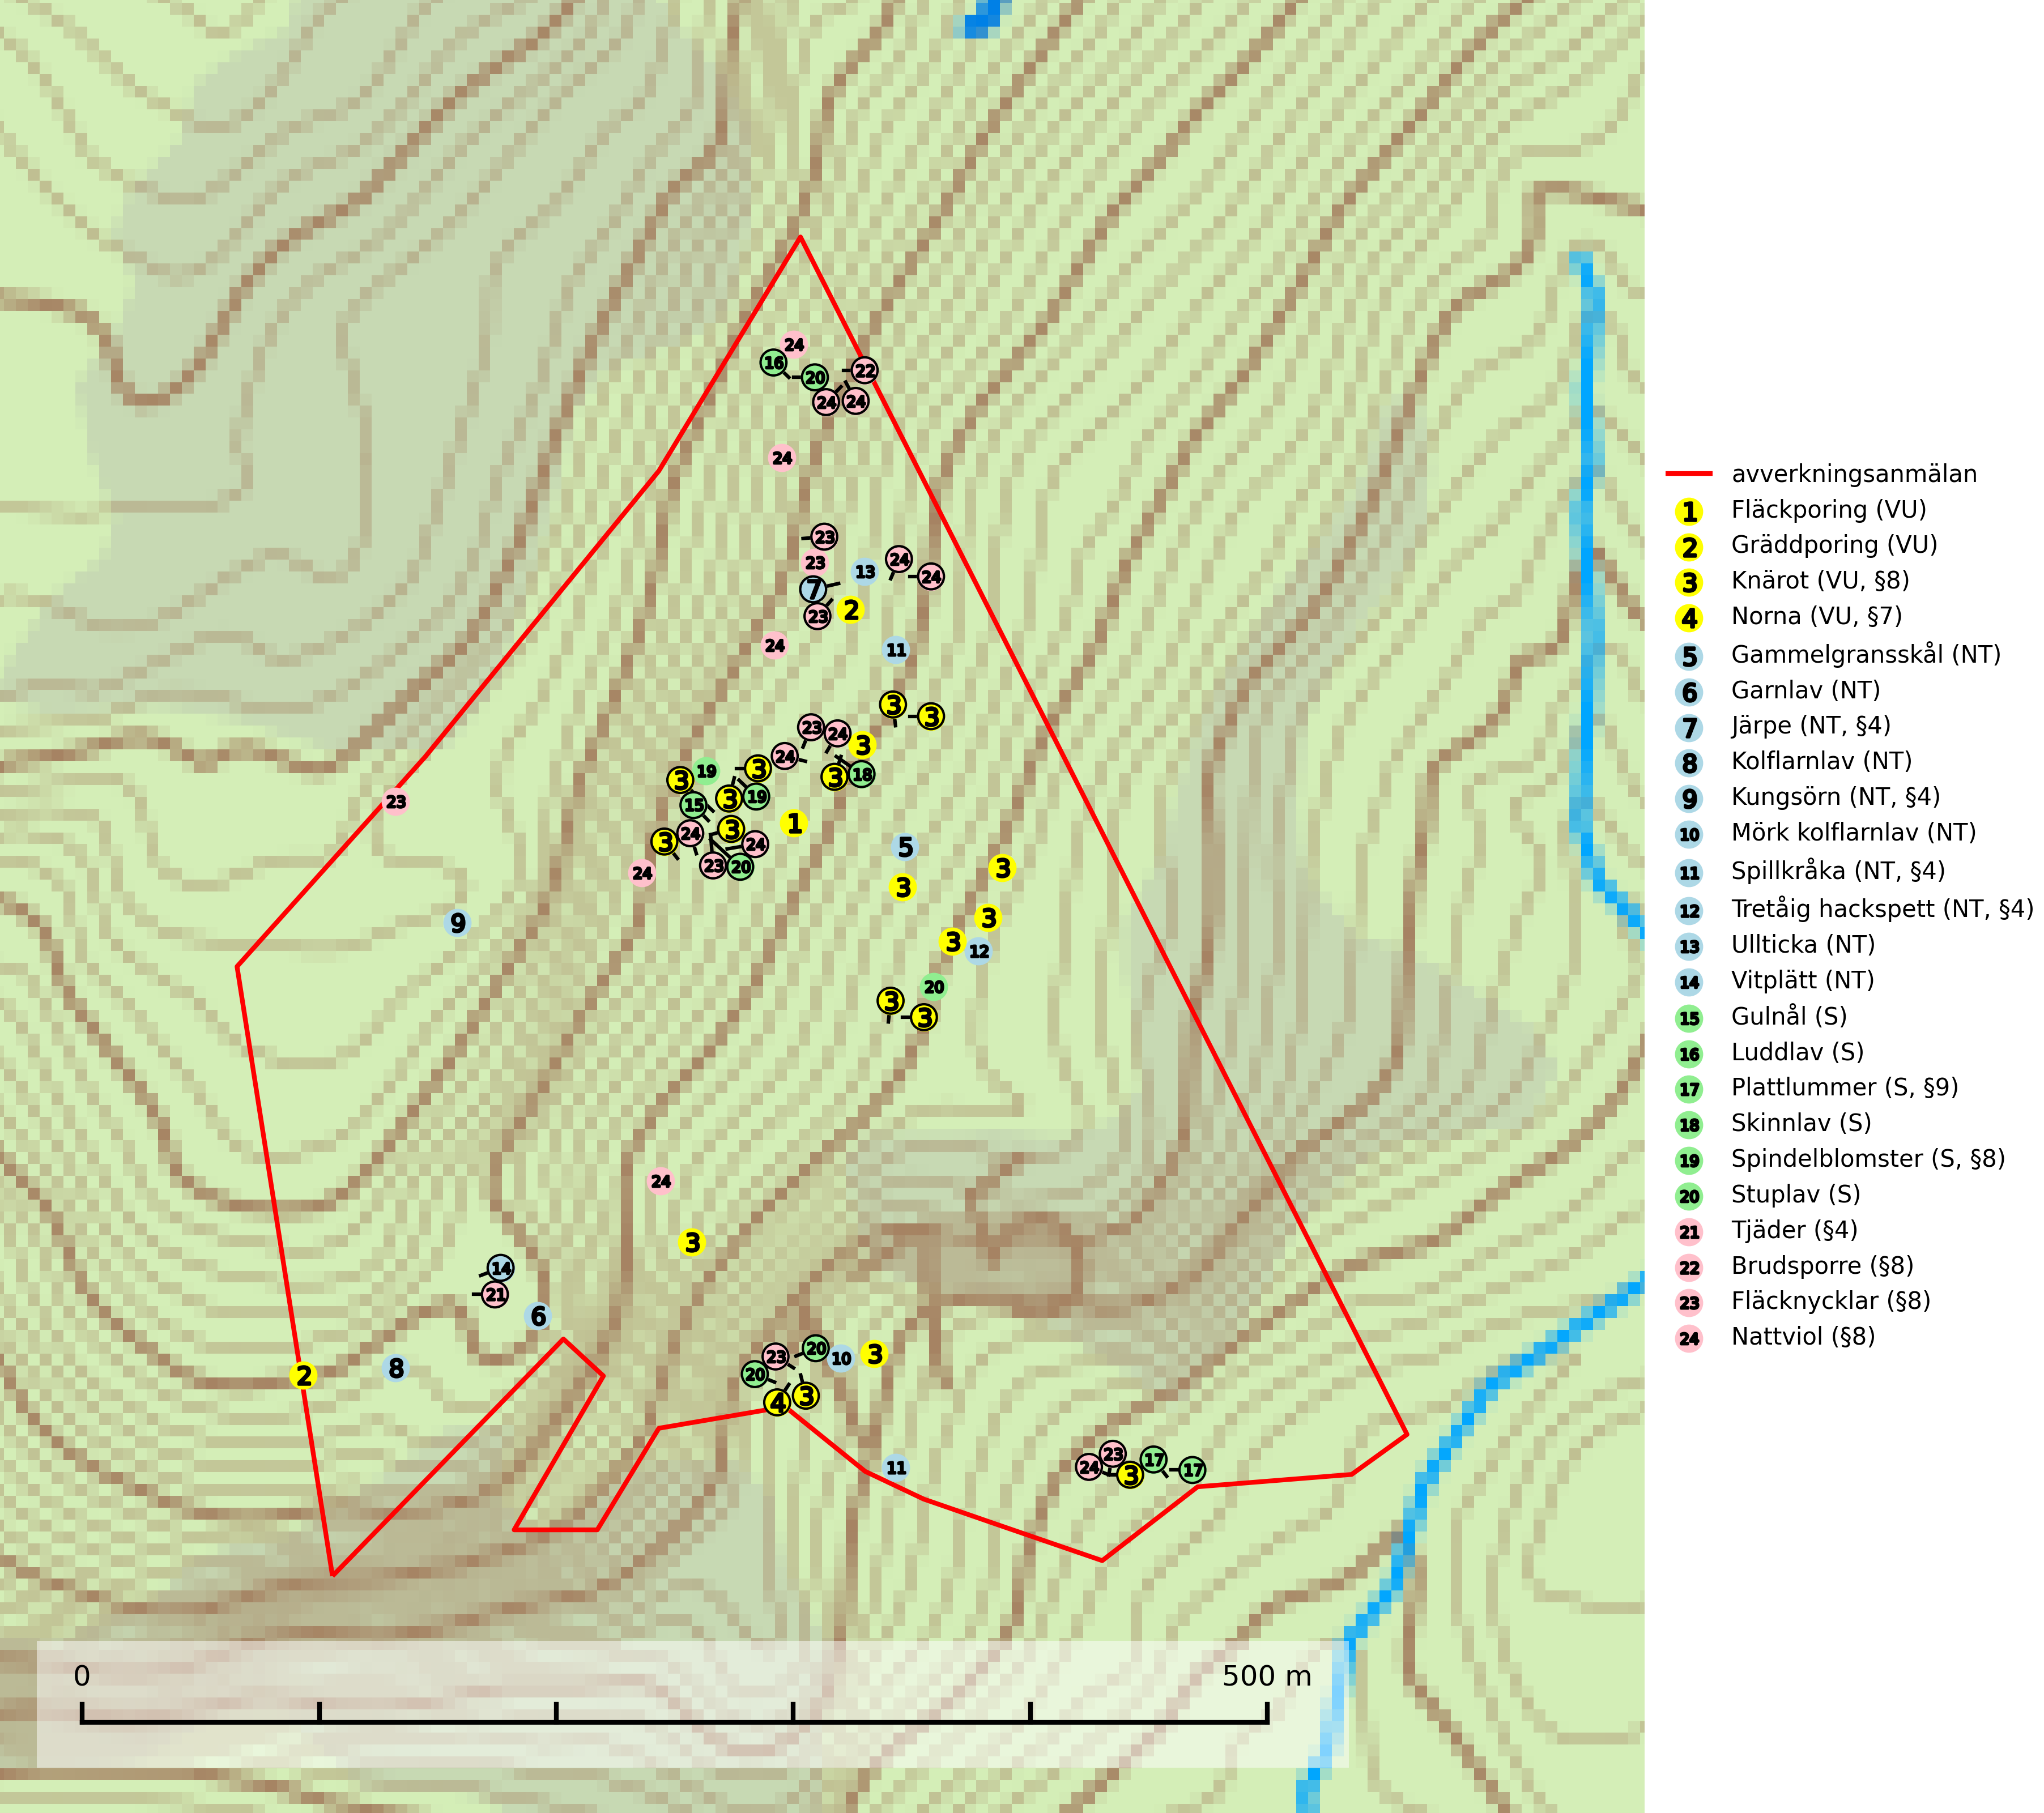 24
16
20
22
24
24
24
23
23
13
24
24
7
23
2
24
11
3
3
23
24
3
24
3
19
3
3
18
3
19
15
3
23
1
24
3
3
24
5
23
20
24
3
3
9
3
3
12
20
3
3
24
3
14
21
6
20
23
10
3
8
2
20
4
3
23
17
11
24
3
17
0
500 m
avverkningsanmälan
1 Fläckporing (VU)
2 Gräddporing (VU)
3 Knärot (VU, §8)
4 Norna (VU, §7)
5 Gammelgransskål (NT)
6 Garnlav (NT)
7 Järpe (NT, §4)
8 Kolflarnlav (NT)
9 Kungsörn (NT, §4)
10 Mörk kolflarnlav (NT)
11 Spillkråka (NT, §4)
12 Tretåig hackspett (NT, §4)
13 Ullticka (NT)
14 Vitplätt (NT)
15 Gulnål (S)
16 Luddlav (S)
17 Plattlummer (S, §9)
18 Skinnlav (S)
19 Spindelblomster (S, §8)
20 Stuplav (S)
21 Tjäder (§4)
22 Brudsporre (§8)
23 Fläcknycklar (§8)
24 Nattviol (§8)